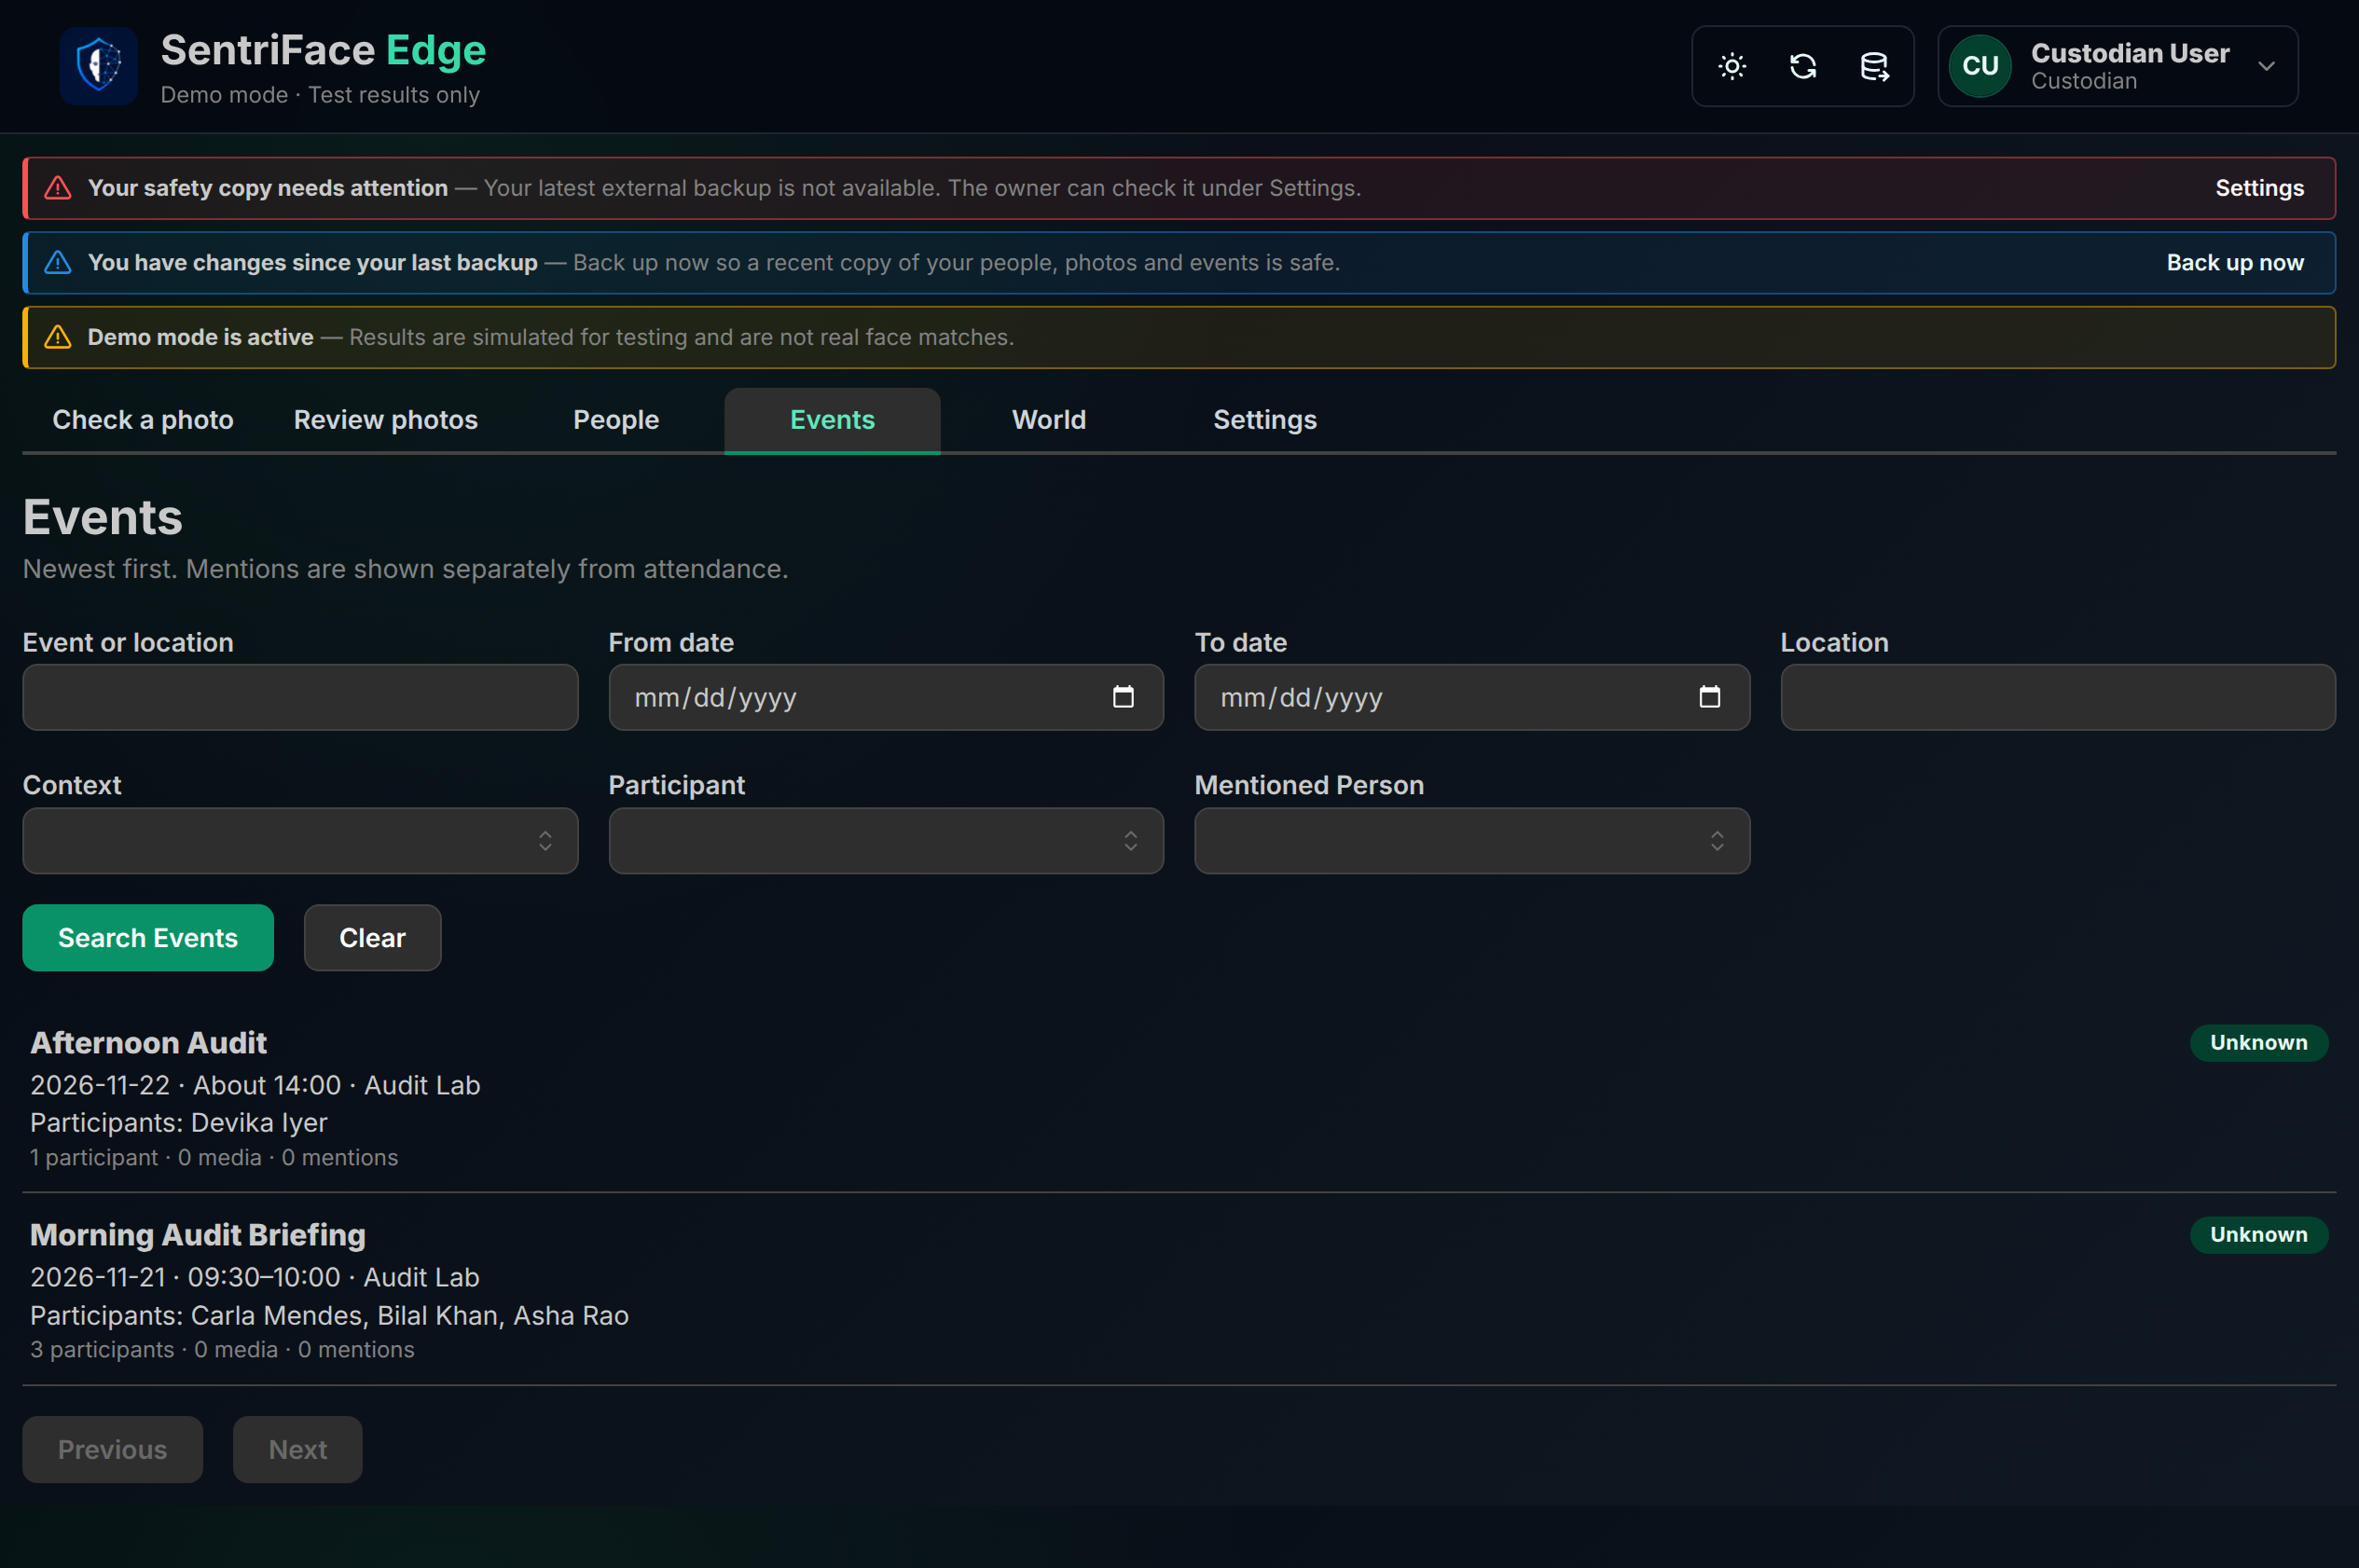 SentriFace Edge
Demo mode · Test results only
CU
Custodian User
Custodian
Your safety copy needs attention — Your latest external backup is not available. The owner can check it under Settings.
Settings
You have changes since your last backup — Back up now so a recent copy of your people, photos and events is safe.
Back up now
Demo mode is active — Results are simulated for testing and are not real face matches.
Check a photo
Review photos
People
Events
World
Settings
Events
Newest first. Mentions are shown separately from attendance.
Event or location
From date
To date
Location
mm/dd/yyyy
mm/dd/yyyy
Context
Participant
Mentioned Person
Search Events
Clear
Afternoon Audit
Unknown
2026-11-22 · About 14:00 · Audit Lab
Participants: Devika Iyer
1 participant · 0 media · 0 mentions
Morning Audit Briefing
Unknown
2026-11-21 · 09:30–10:00 · Audit Lab
Participants: Carla Mendes, Bilal Khan, Asha Rao
3 participants · 0 media · 0 mentions
Previous
Next